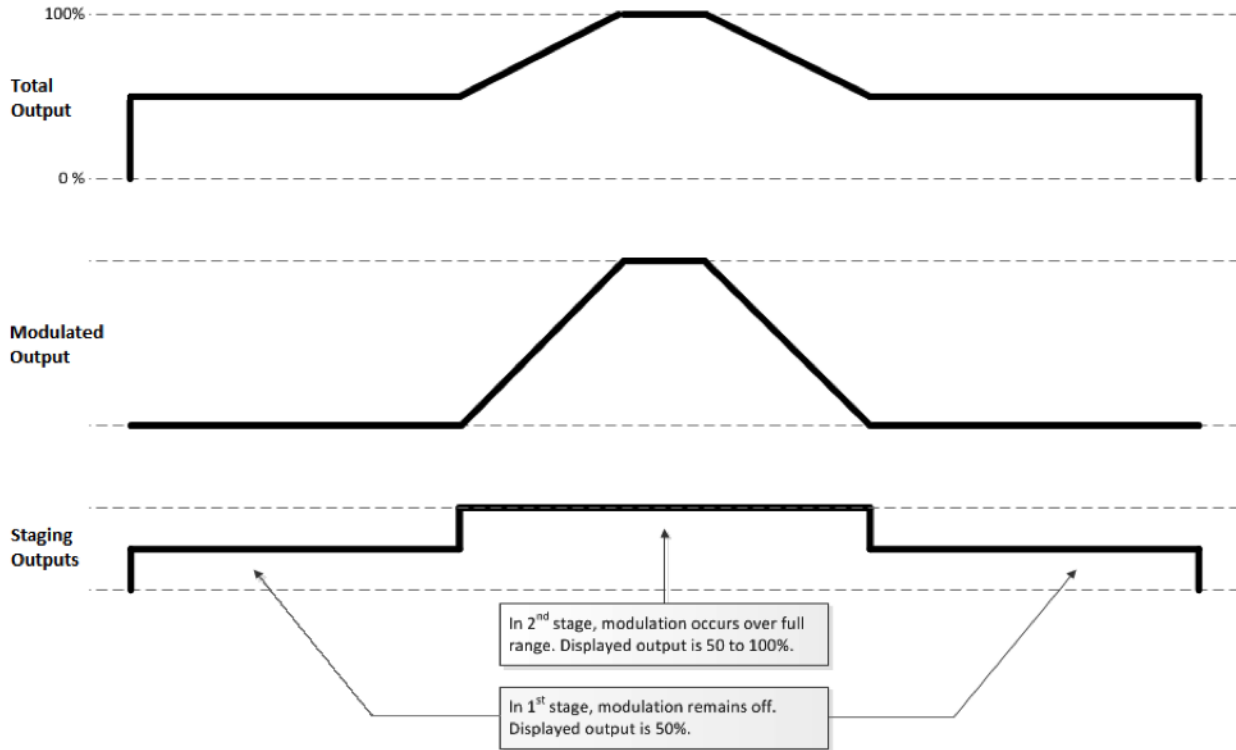 100%
Total
Output
0 %
Modulated
Output
Staging
Outputs
In 2nd stage, modulation occurs over full
range. Displayed output is 50 to 100%.
In 1st stage, modulation remains off.
Displayed output is 50%.